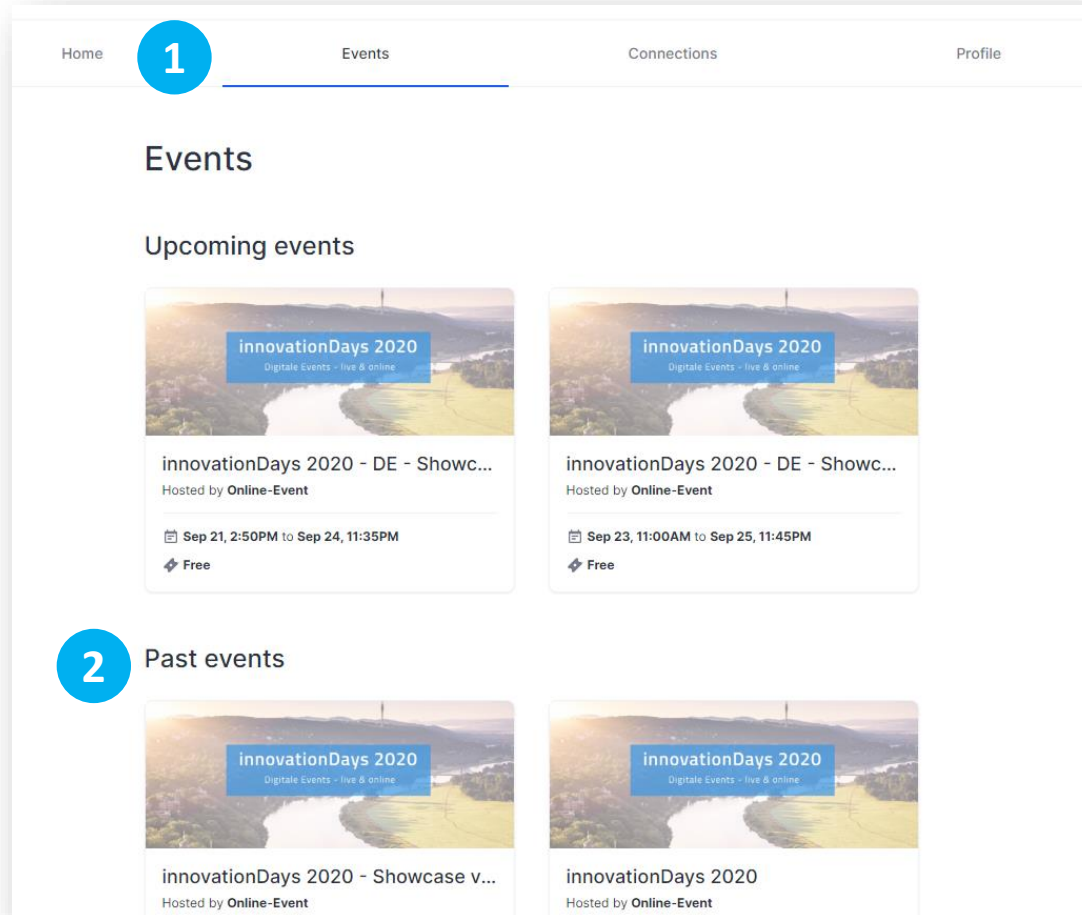 Home 1 Events Connections Profile
Events
Upcoming events
innovationDays 2020
Digitale Events - live & online
innovationDays 2020 - DE - Showc...
Hosted by Online-Event
Sep 21, 2:50PM to Sep 24, 11:35PM
Free
innovationDays 2020
Digitale Events - live & online
innovationDays 2020 - DE - Showc...
Hosted by Online-Event
Sep 23, 11:00AM to Sep 25, 11:45PM
Free
2 Past events
innovationDays 2020
Digitale Events - live & online
innovationDays 2020 - Showcase v...
Hosted by Online-Event
innovationDays 2020
Digitale Events - live & online
innovationDays 2020
Hosted by Online-Event